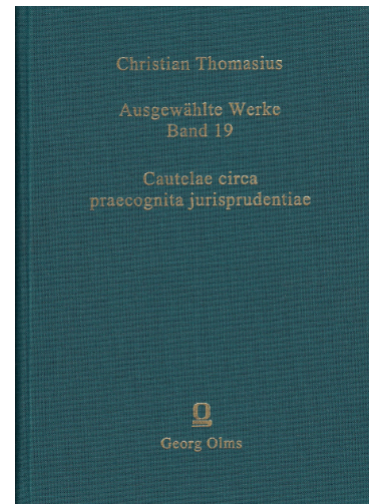 Christian Thomasius
Ausgewählte Werke
Band 19
Cautelae circa
praecognita jurisprudentiae
Georg Olms